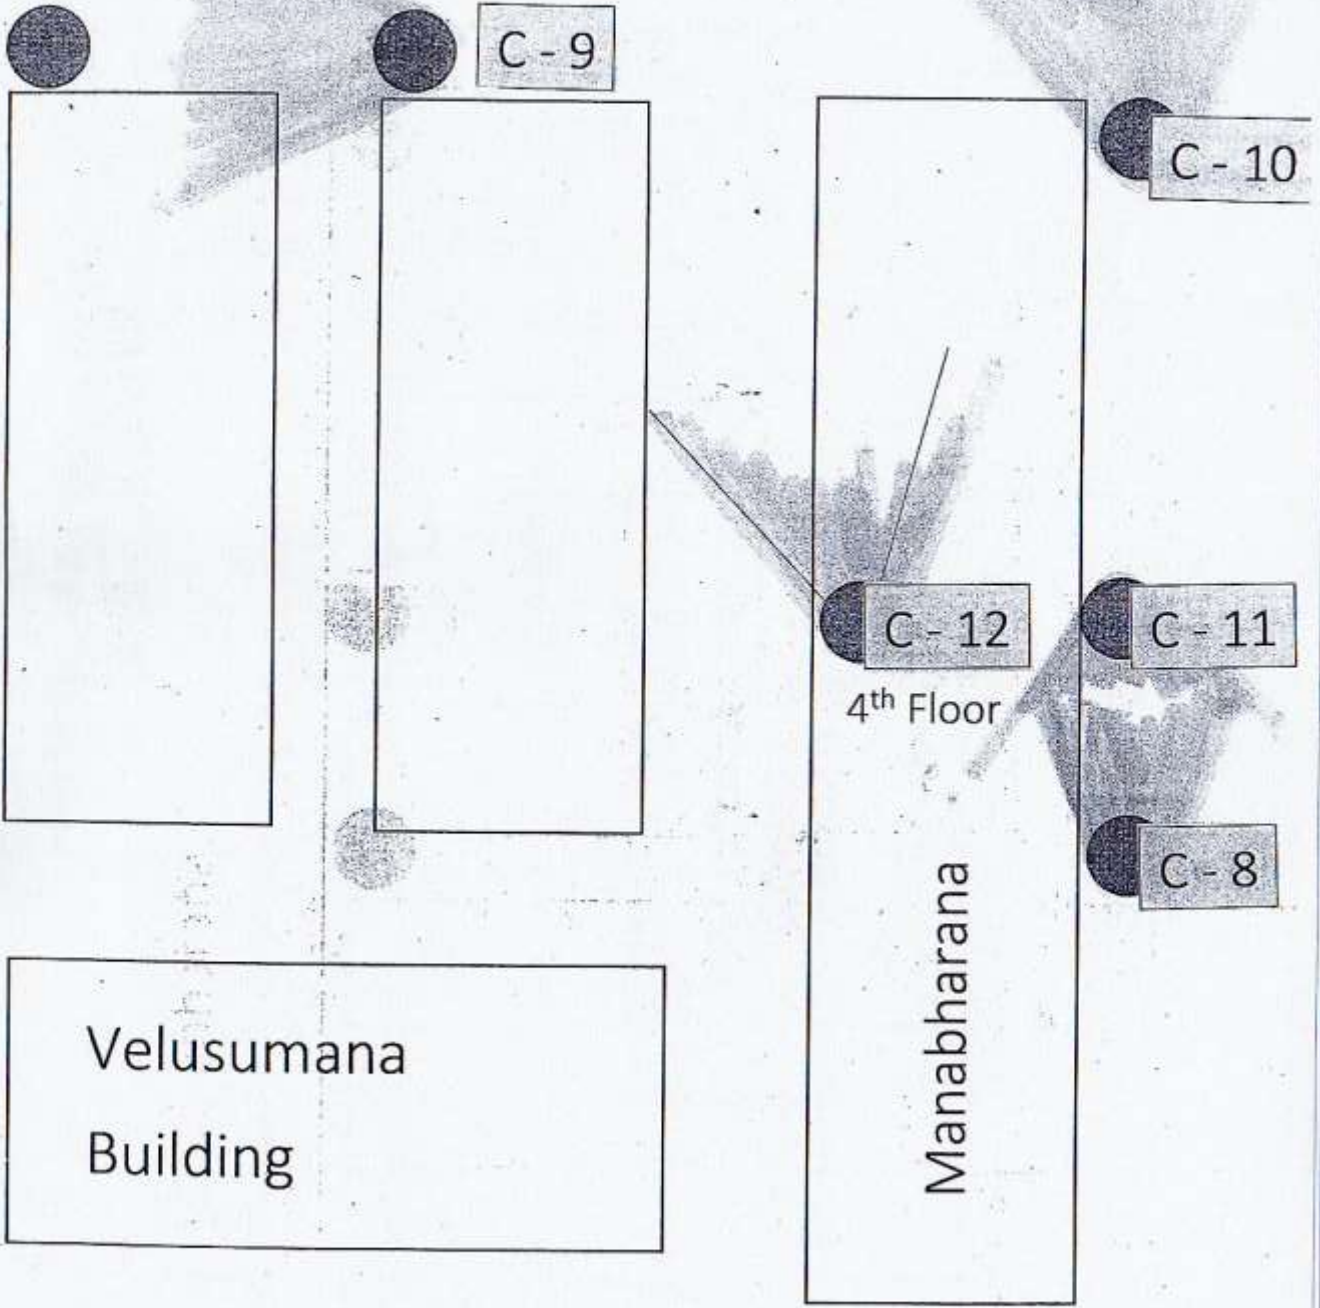 C - 9
C - 10
C - 12
C - 11
4th Floor
C - 8
Manabharana
Velusumana
Building